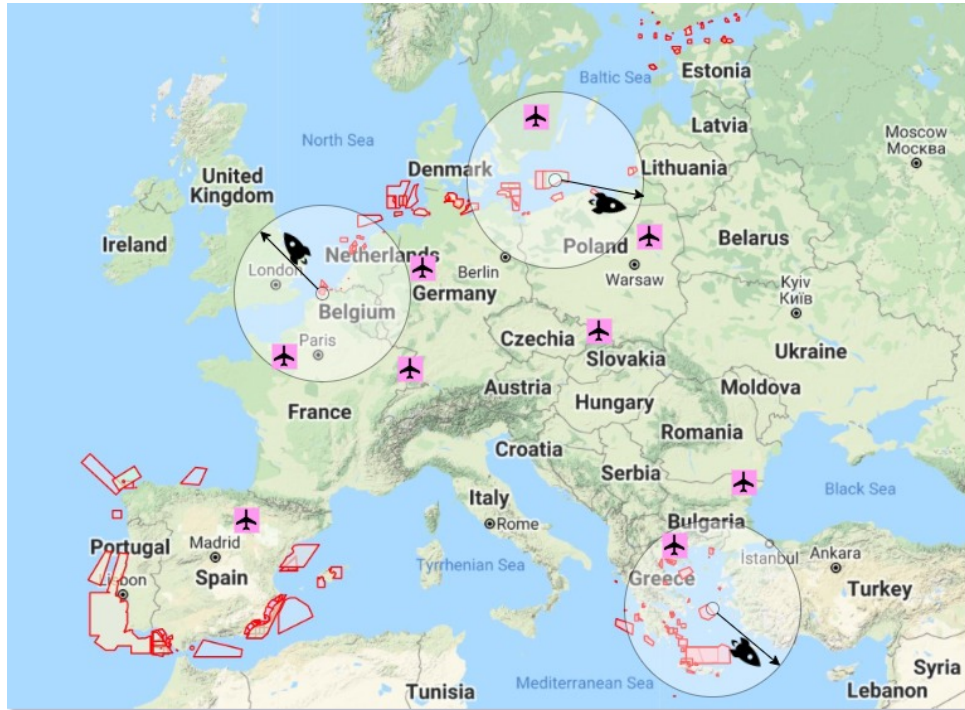 Baltic Sea
Estonia
Latvia
Moscow
Москва
North Sea
Denmark
Lithuania
United
Kingdom
Ireland
Netherlands
London
Berlin
Poland
Warsaw
Belarus
Belgium
Germany
Kyiv
Київ
Paris
Czechia
Slovakia
Ukraine
Austria
Moldova
France
Hungary
Croatia
Romania
Serbia
Italy
Rome
Black Sea
Bulgaria
Portugal
Madrid
Lisbon
Spain
Tyrrhenian Sea
Greece
İstanbul
Ankara
Turkey
Mediterranean Sea
Tunisia
Syria
Lebanon